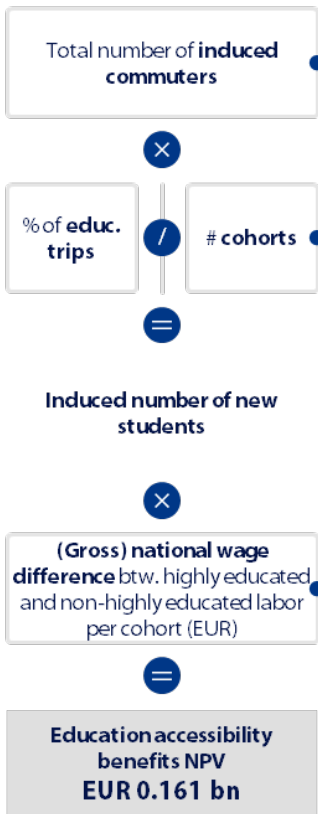 Total number of induced
commuters
×
% of educ.
trips
/
# cohorts
=
Induced number of new
students
×
(Gross) national wage
difference btw. highly educated
and non-highly educated labor
per cohort (EUR)
=
Education accessibility
benefits NPV
EUR 0.161 bn